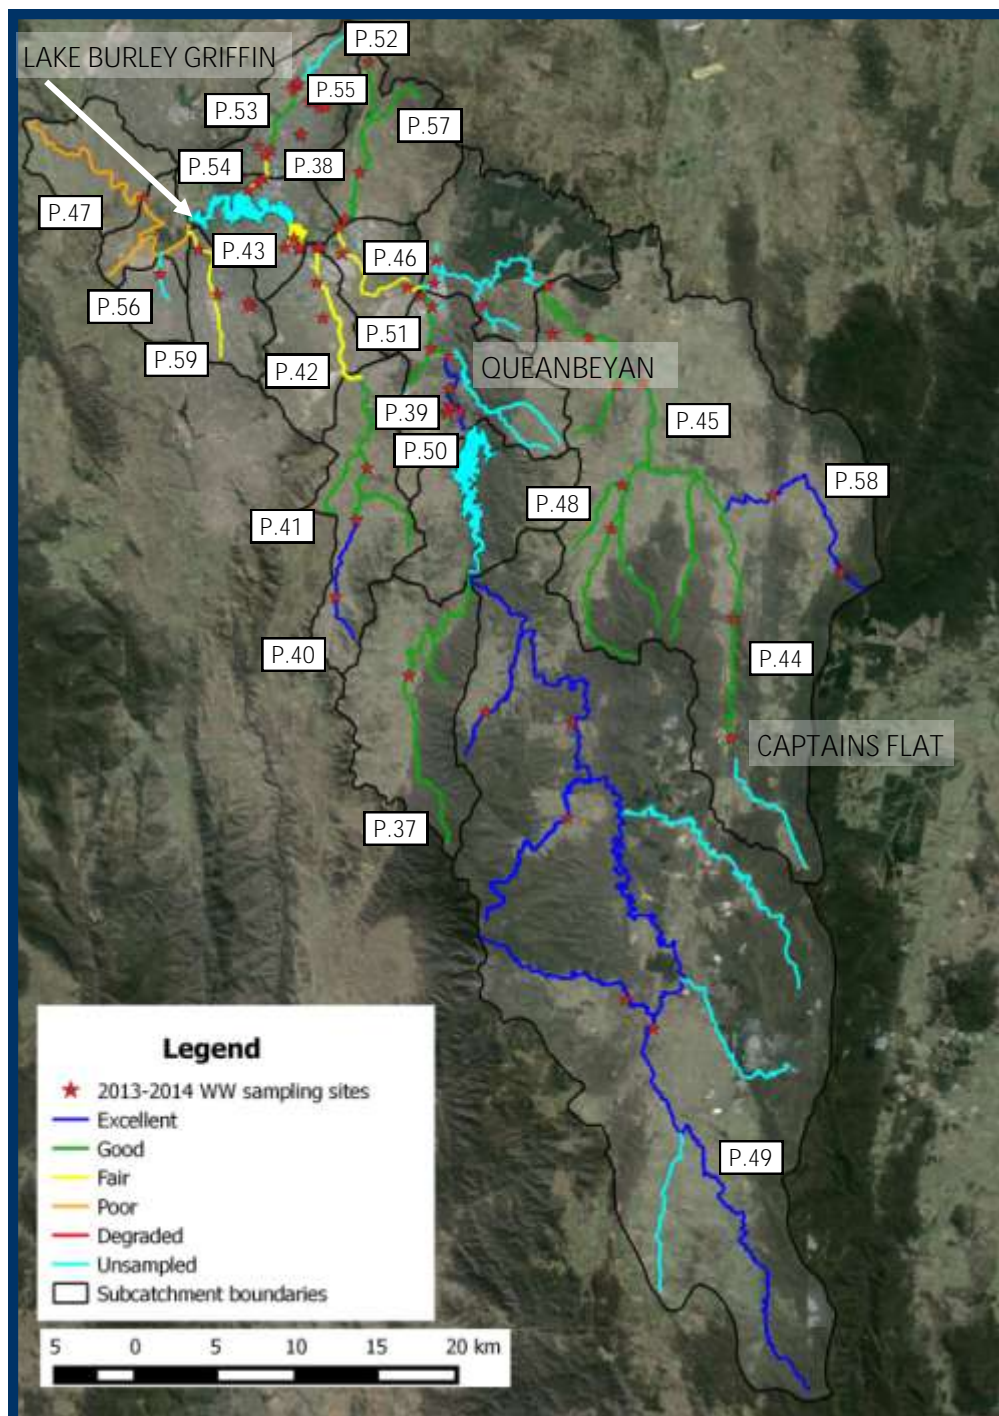 P.52
LAKE BURLEY GRIFFIN
P.55
P.53
P.57
P.54
P.38
P.47
P.43
P.46
P.56
P.51
P.59
P.42
QUEANBEYAN
P.39
P.45
P.50
P.58
P.48
P.41
P.40
P.44
CAPTAINS FLAT
P.37
P.49
Legend
2013-2014 WW sampling sites
Excellent
Good
Fair
Poor
Degraded
Unsampled
Subcatchment boundaries
5 0 5 10 15 20 km